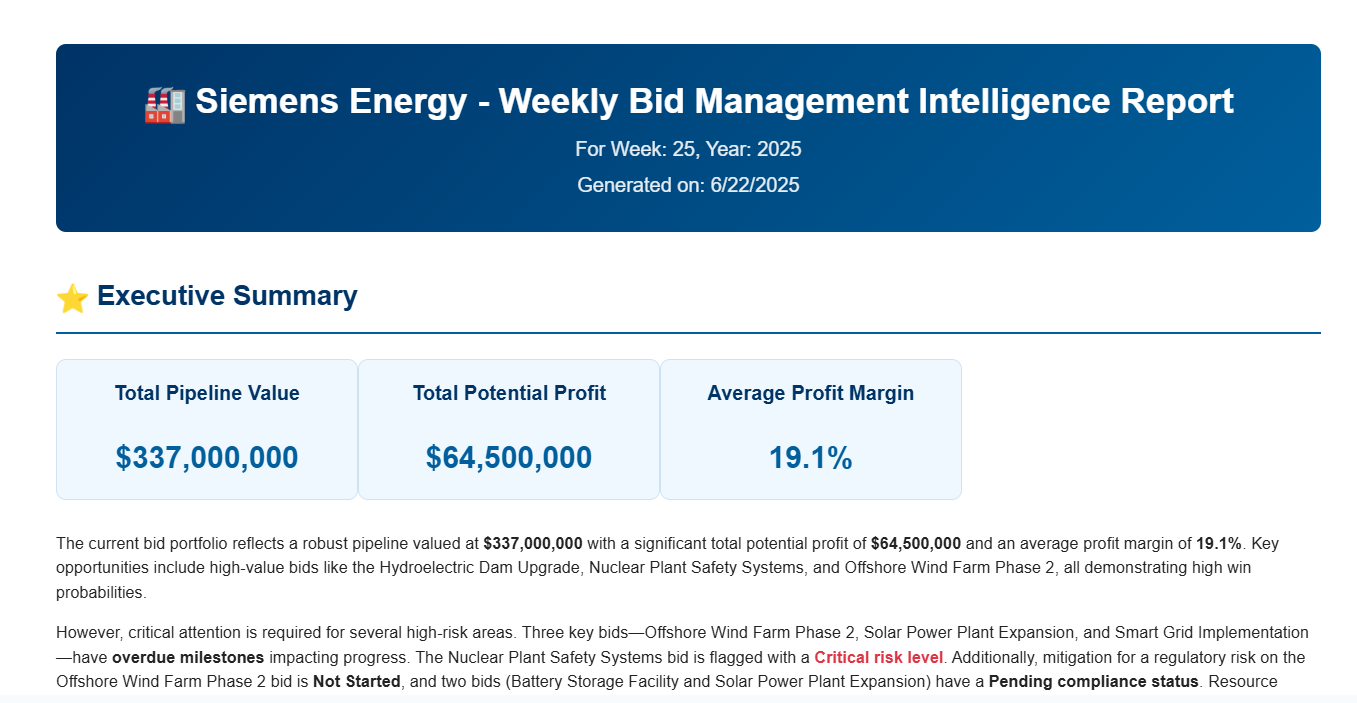 🏭 Siemens Energy - Weekly Bid Management Intelligence Report
For Week: 25, Year: 2025
Generated on: 6/22/2025
⭐ Executive Summary
Total Pipeline Value
$337,000,000
Total Potential Profit
$64,500,000
Average Profit Margin
19.1%
The current bid portfolio reflects a robust pipeline valued at $337,000,000 with a significant total potential profit of $64,500,000 and an average profit margin of 19.1%. Key
opportunities include high-value bids like the Hydroelectric Dam Upgrade, Nuclear Plant Safety Systems, and Offshore Wind Farm Phase 2, all demonstrating high win
probabilities.
However, critical attention is required for several high-risk areas. Three key bids—Offshore Wind Farm Phase 2, Solar Power Plant Expansion, and Smart Grid Implementation
—have overdue milestones impacting progress. The Nuclear Plant Safety Systems bid is flagged with a Critical risk level. Additionally, mitigation for a regulatory risk on the
Offshore Wind Farm Phase 2 bid is Not Started, and two bids (Battery Storage Facility and Solar Power Plant Expansion) have a Pending compliance status. Resource